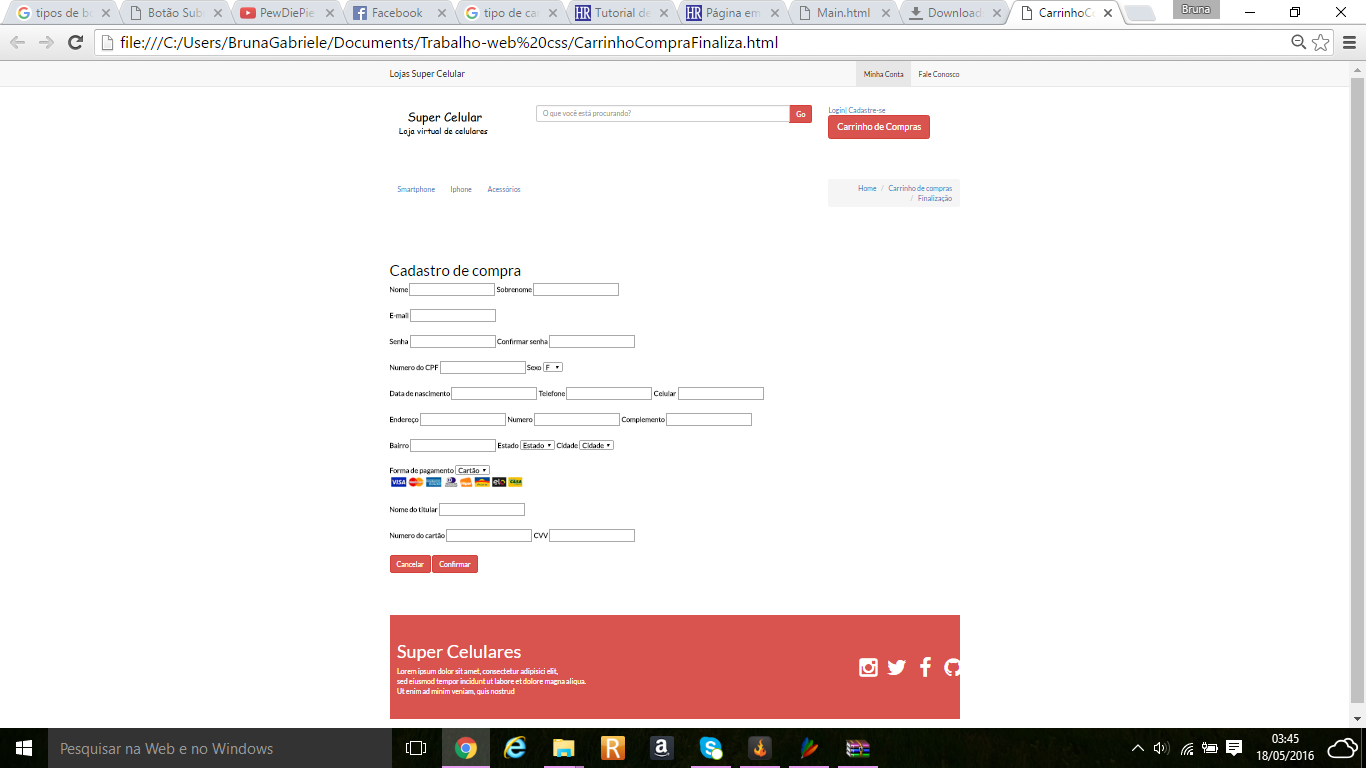 tipos de bo
Botão Sub
PewDiePie
Facebook
tipo de ca
Tutorial de
Página em
Main.html
Download
CarrinhoC
Bruna
file:///C:/Users/BrunaGabriele/Documents/Trabalho-web%20css/CarrinhoCompraFinaliza.html
Lojas Super Celular
Minha Conta
Fale Conosco
Super Celular
Loja virtual de celulares
O que você está procurando?
Go
Login| Cadastre-se
Carrinho de Compras
Smartphone
Iphone
Acessórios
Home / Carrinho de compras
/ Finalização
Cadastro de compra
Nome Sobrenome
E-mail
Senha Confirmar senha
Numero do CPF Sexo F
Data de nascimento Telefone Celular
Endereço Numero Complemento
Bairro Estado Estado Cidade Cidade
Forma de pagamento Cartão
VISA elo
Nome do titular
Numero do cartão CVV
Cancelar Confirmar
Super Celulares
Lorem ipsum dolor sit amet, consectetur adipisici elit,
sed eiusmod tempor incidunt ut labore et dolore magna aliqua.
Ut enim ad minim veniam, quis nostrud
Pesquisar na Web e no Windows
03:45
18/05/2016